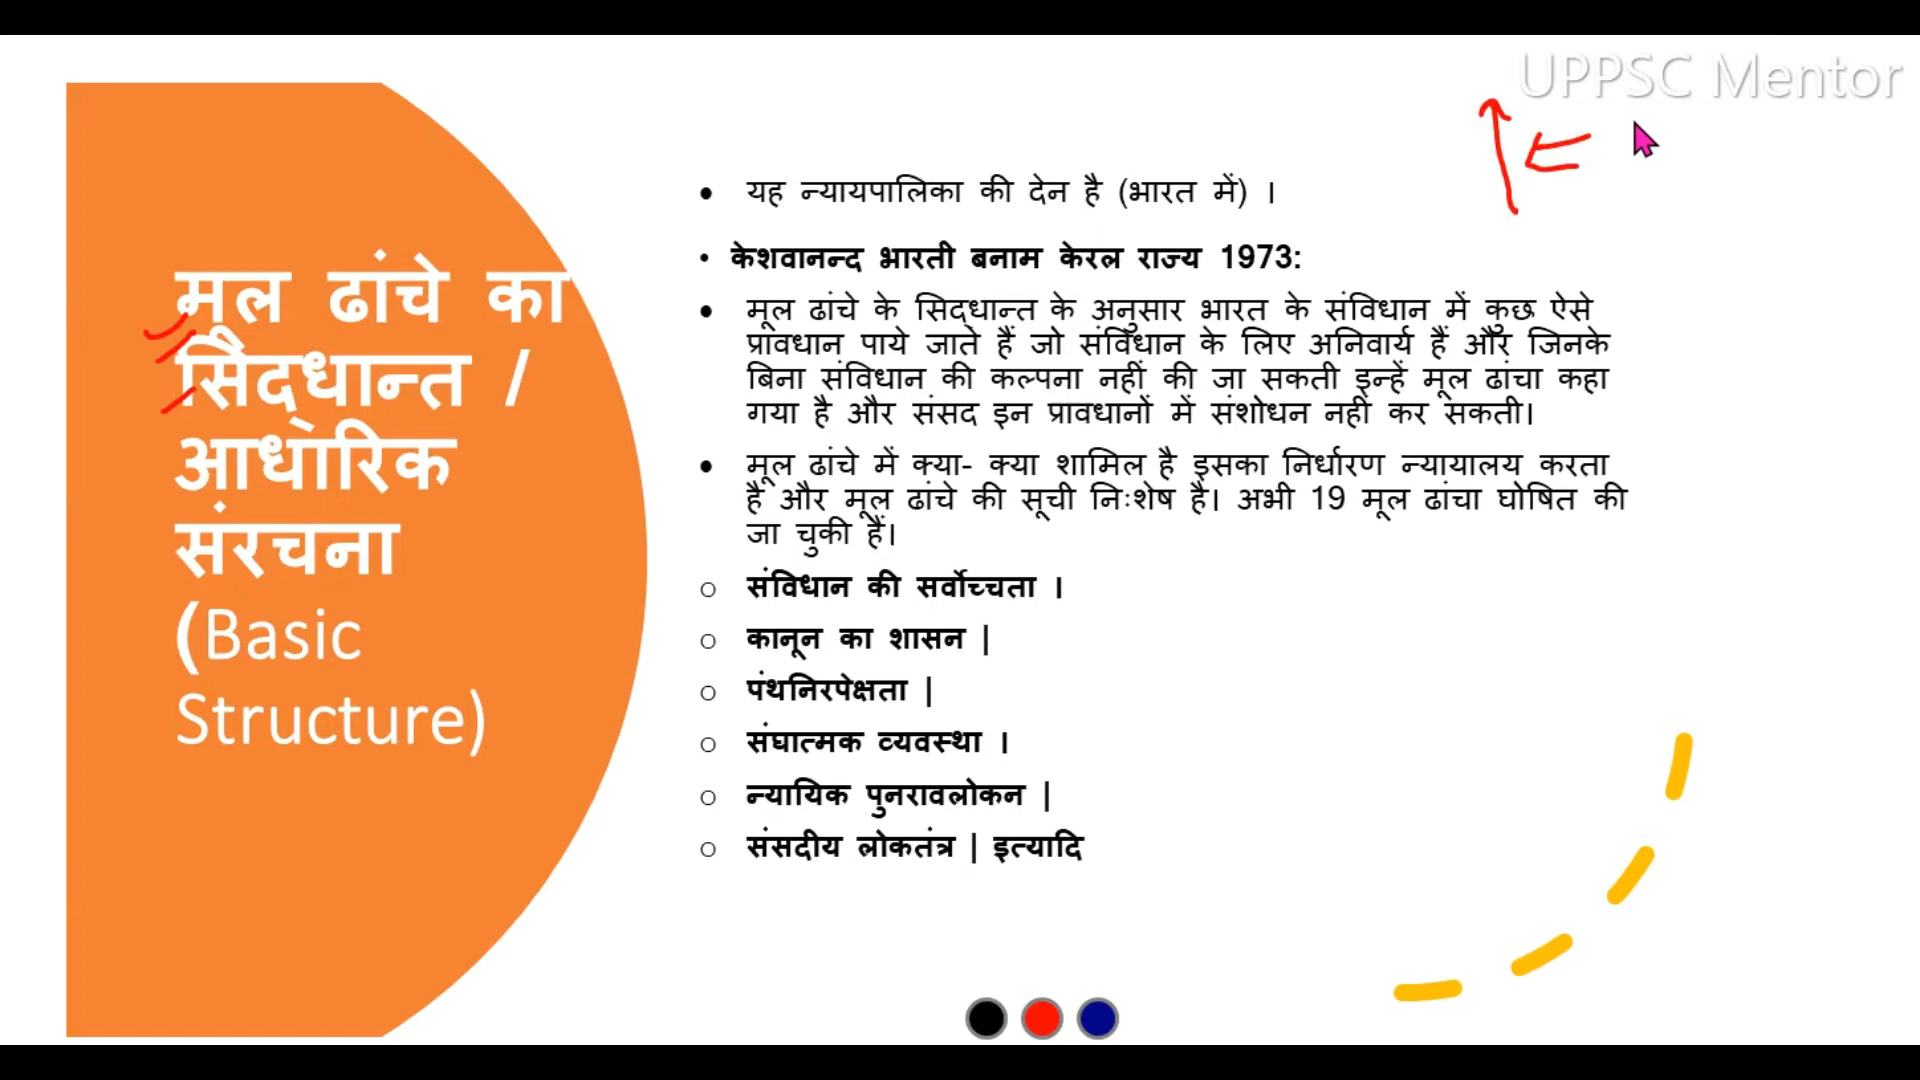 UPPSC Mentor
मूल ढांचे का
सिद्धान्त /
आधारिक
संरचना
(Basic
Structure)
• यह न्यायपालिका की देन है (भारत में) ।
• केशवानन्द भारती बनाम केरल राज्य 1973:
• मूल ढांचे के सिद्धान्त के अनुसार भारत के संविधान में कुछ ऐसे
प्रावधान पाये जाते हैं जो संविधान के लिए अनिवार्य हैं और जिनके
बिना संविधान की कल्पना नहीं की जा सकती इन्हें मूल ढांचा कहा
गया है और संसद इन प्रावधानों में संशोधन नहीं कर सकती।
• मूल ढांचे में क्या- क्या शामिल है इसका निर्धारण न्यायालय करता
है और मूल ढांचे की सूची निःशेष है। अभी 19 मूल ढांचा घोषित की
जा चुकी हैं।
o संविधान की सर्वोच्चता ।
o कानून का शासन |
o पंथनिरपेक्षता |
o संघात्मक व्यवस्था ।
o न्यायिक पुनरावलोकन |
o संसदीय लोकतंत्र | इत्यादि